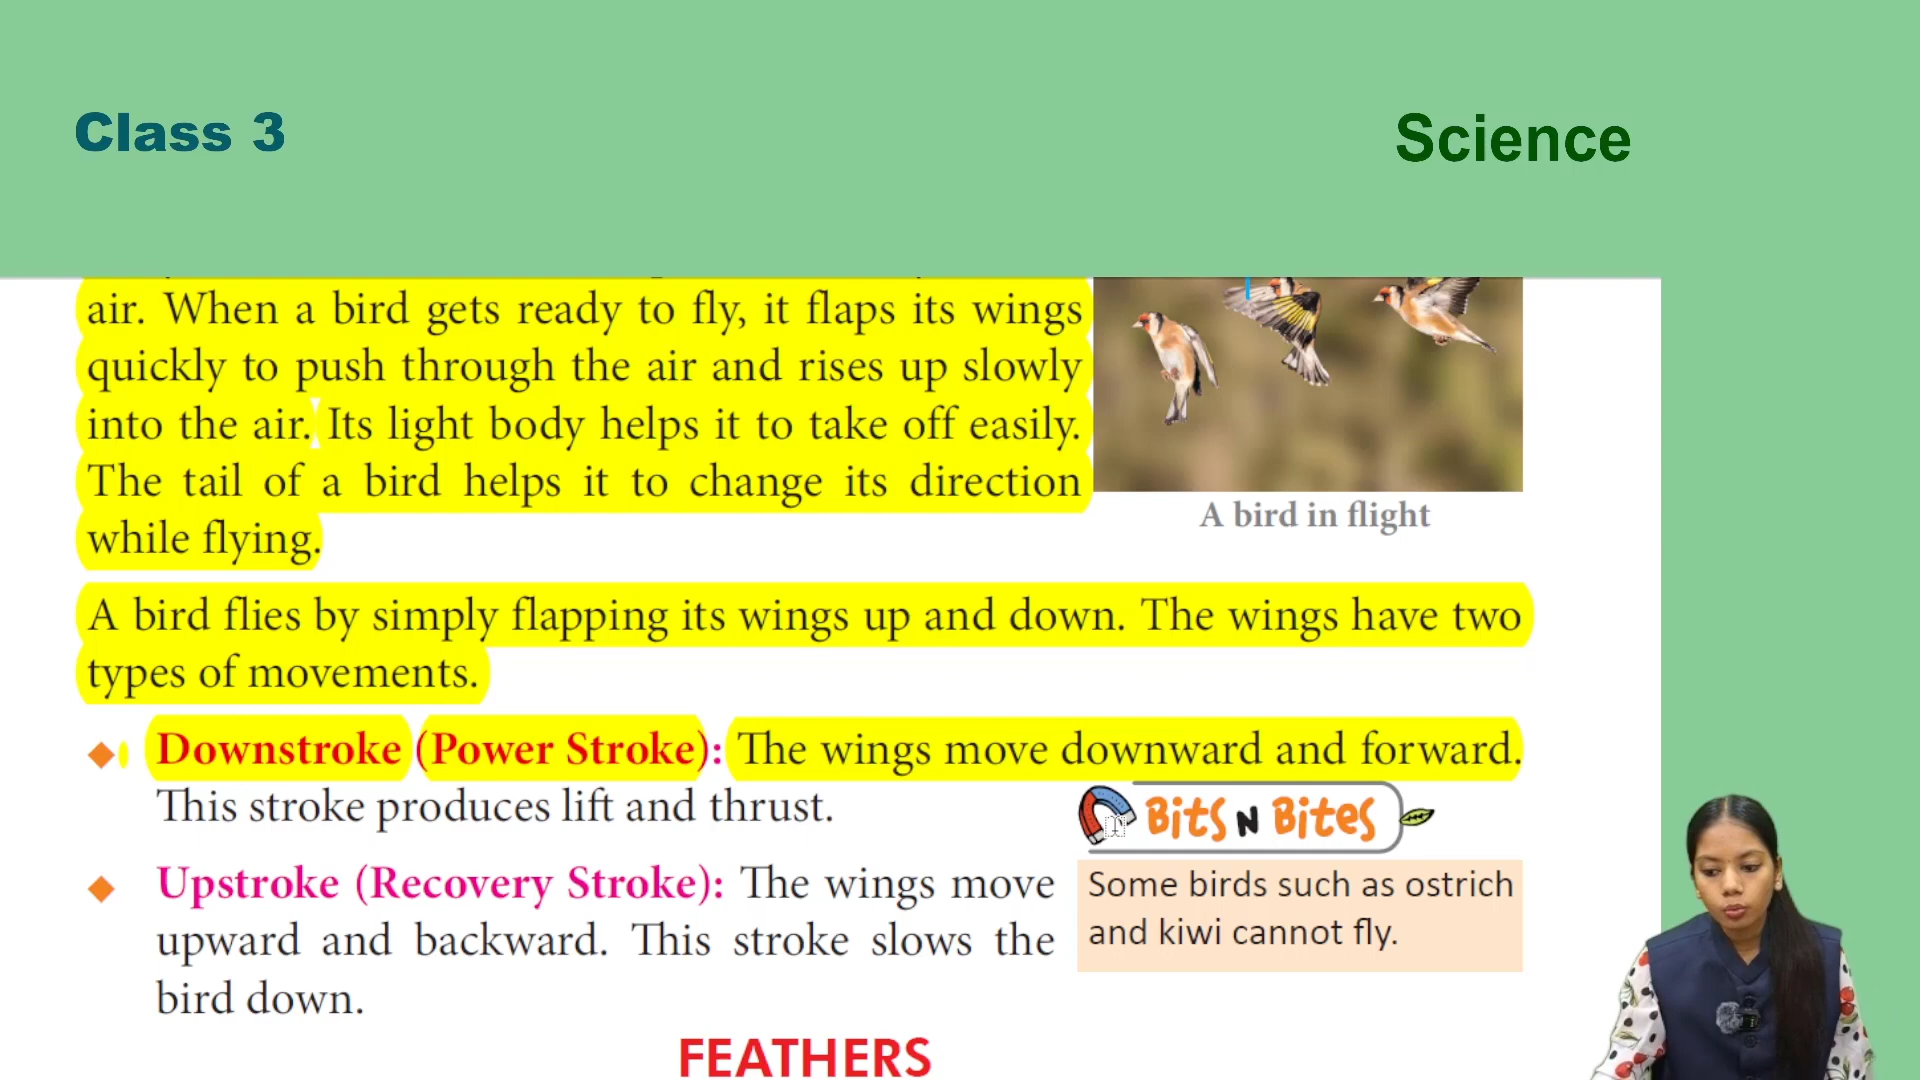 Class 3
Science
air. When a bird gets ready to fly, it flaps its wings
quickly to push through the air and rises up slowly
into the air. Its light body helps it to take off easily.
The tail of a bird helps it to change its direction
while flying.
A bird in flight
A bird flies by simply flapping its wings up and down. The wings have two
types of movements.
Downstroke (Power Stroke): The wings move downward and forward.
This stroke produces lift and thrust.
Upstroke (Recovery Stroke): The wings move
upward and backward. This stroke slows the
bird down.
Bits N Bites
Some birds such as ostrich
and kiwi cannot fly.
FEATHERS